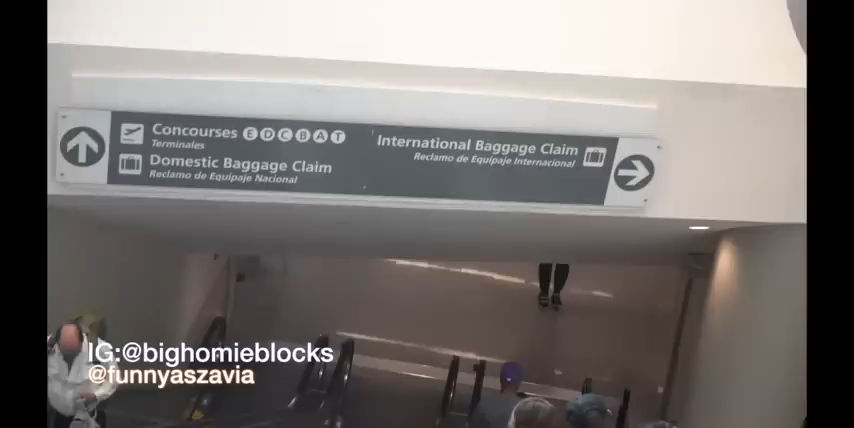 Concourses E D C B A T
Terminales
Domestic Baggage Claim
Reclamo de Equipaje Nacional
International Baggage Claim
Reclamo de Equipaje Internacional
IG:@bighomieblocks
@funnyaszavia